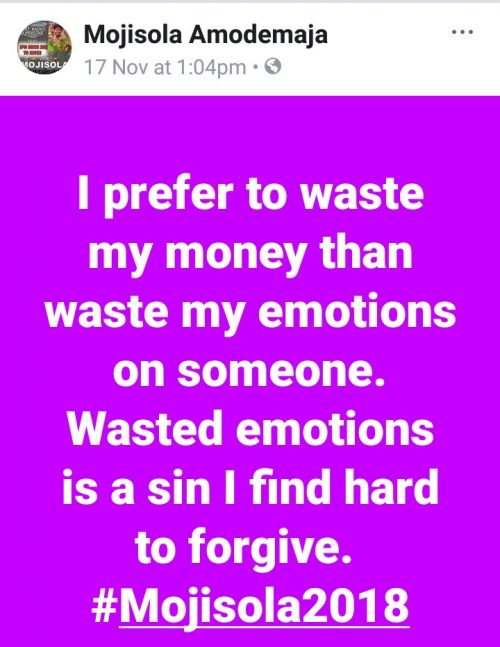 Mojisola Amodemaja
17 Nov at 1:04pm •
MOJISOLA
I prefer to waste
my money than
waste my emotions
on someone.
Wasted emotions
is a sin I find hard
to forgive.
#Mojisola2018